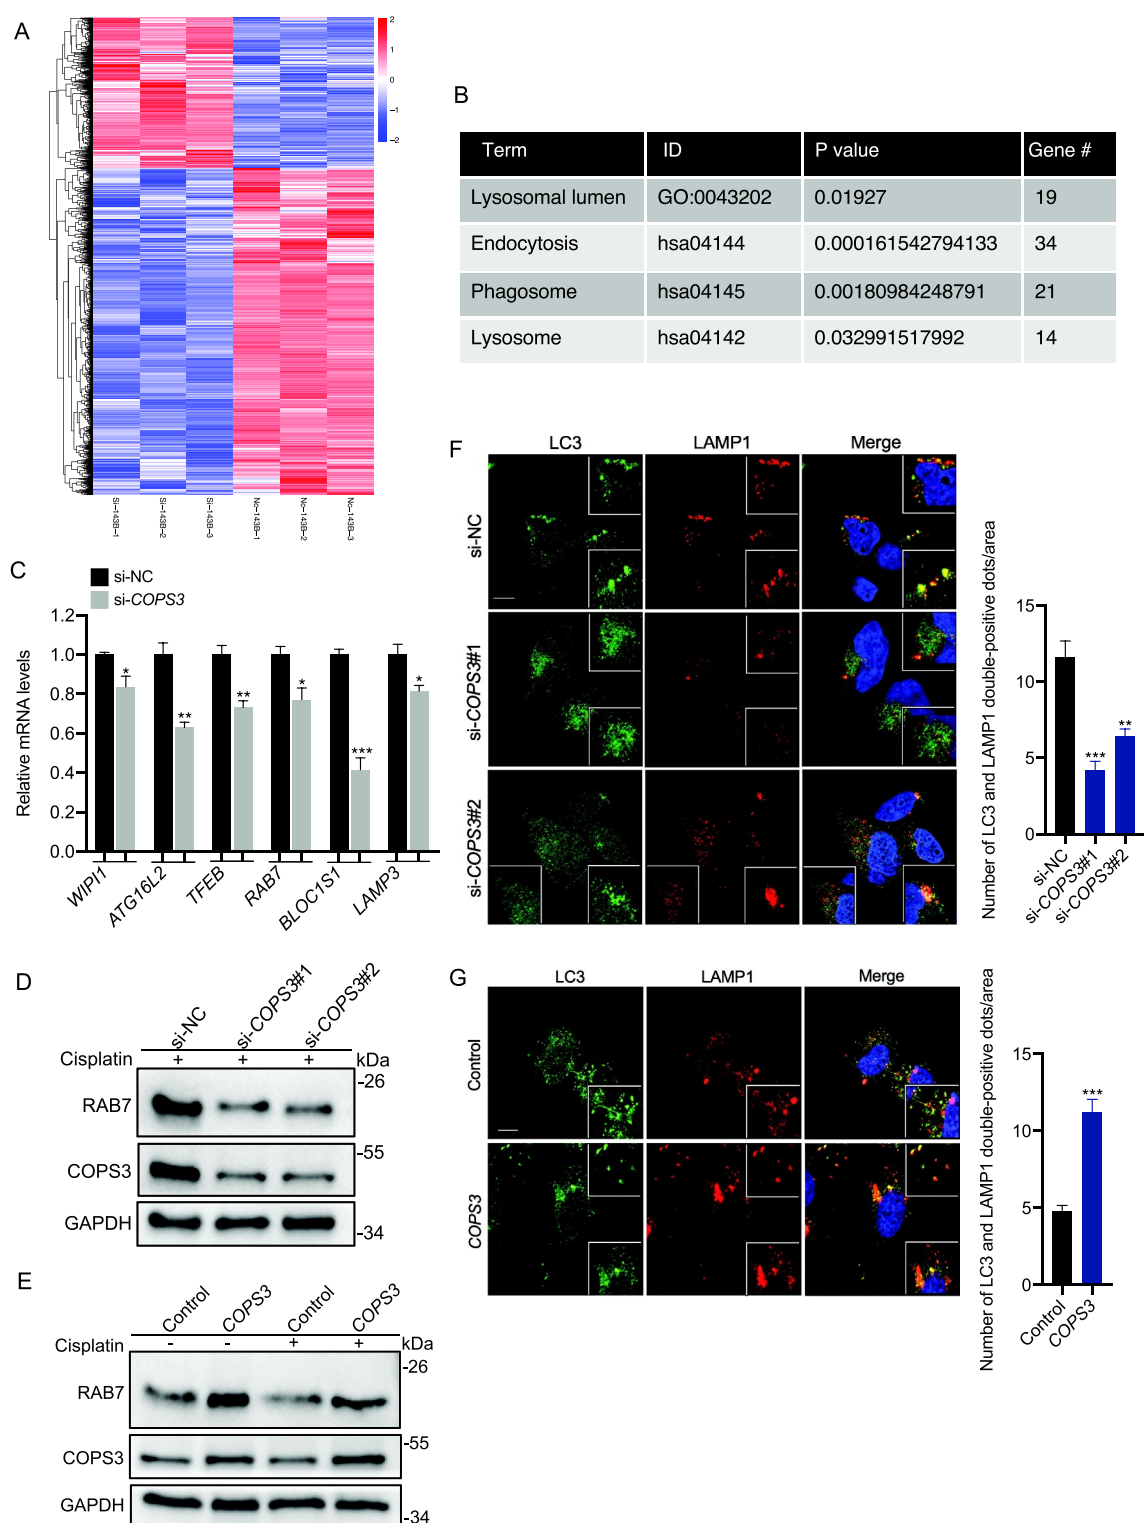 A
2
1
0
−1
−2
Si−143B−1
Si−143B−2
Si−143B−3
Nc−143B−1
Nc−143B−2
Nc−143B−3
B
Term ID P value Gene #
Lysosomal lumen GO:0043202 0.01927 19
Endocytosis hsa04144 0.000161542794133 34
Phagosome hsa04145 0.00180984248791 21
Lysosome hsa04142 0.032991517992 14
C
si-NC
si-COPS3
Relative mRNA levels
1.2
1.0
0.8
0.6
0.4
0.2
0.0
* ** ** * *** *
WIPI1 ATG16L2 TFEB RAB7 BLOC1S1 LAMP3
D
si-NC si-COPS3#1 si-COPS3#2
Cisplatin + + + kDa
RAB7 -26
COPS3 -55
GAPDH -34
E
Control COPS3 Control COPS3
Cisplatin - - + + kDa
RAB7 -26
COPS3 -55
GAPDH -34
F
LC3 LAMP1 Merge
si-NC
si-COPS3#1
si-COPS3#2
Number of LC3 and LAMP1 double-positive dots/area
15
10
5
0
*** **
si-NC
si-COPS3#1
si-COPS3#2
G
LC3 LAMP1 Merge
Control
COPS3
Number of LC3 and LAMP1 double-positive dots/area
15
10
5
0
***
Control
COPS3